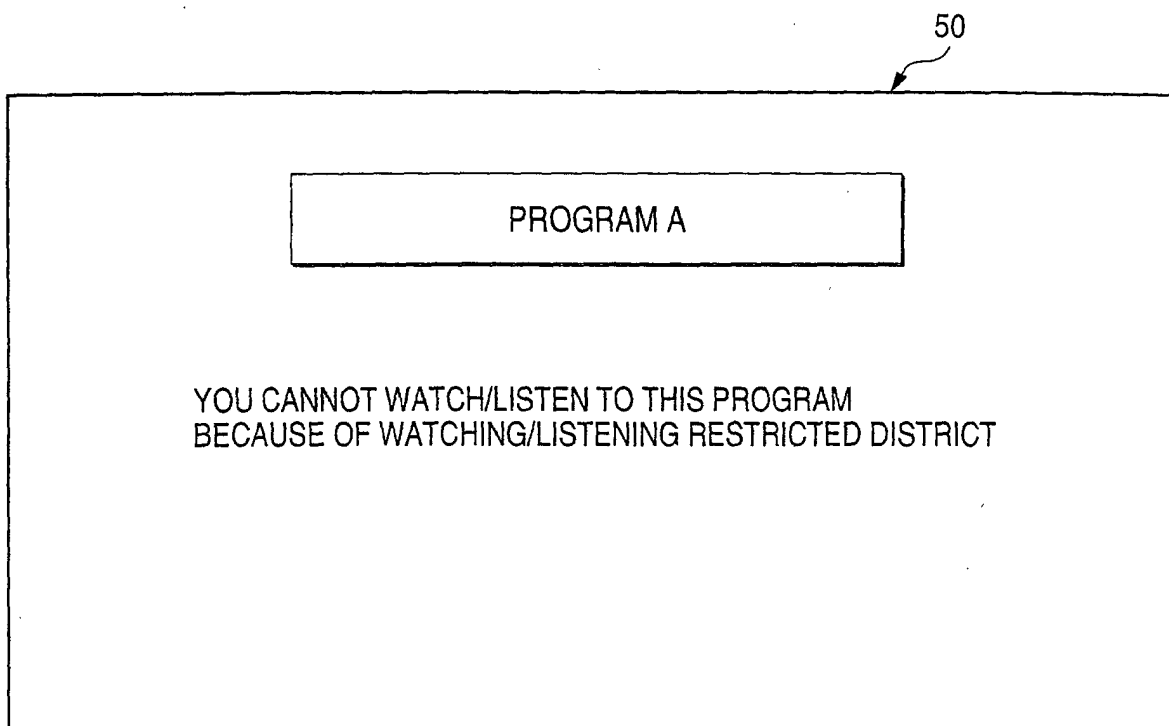 50
PROGRAM A
YOU CANNOT WATCH/LISTEN TO THIS PROGRAM
BECAUSE OF WATCHING/LISTENING RESTRICTED DISTRICT